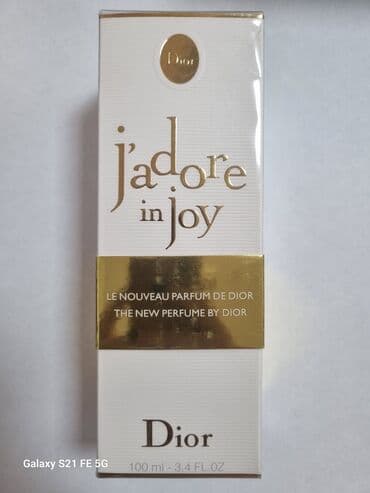 Dior
j'adore
in joy
LE NOUVEAU PARFUM DE DIOR
THE NEW PERFUME BY DIOR
Dior
100 ml - 3.4 FL.OZ
Galaxy S21 FE 5G